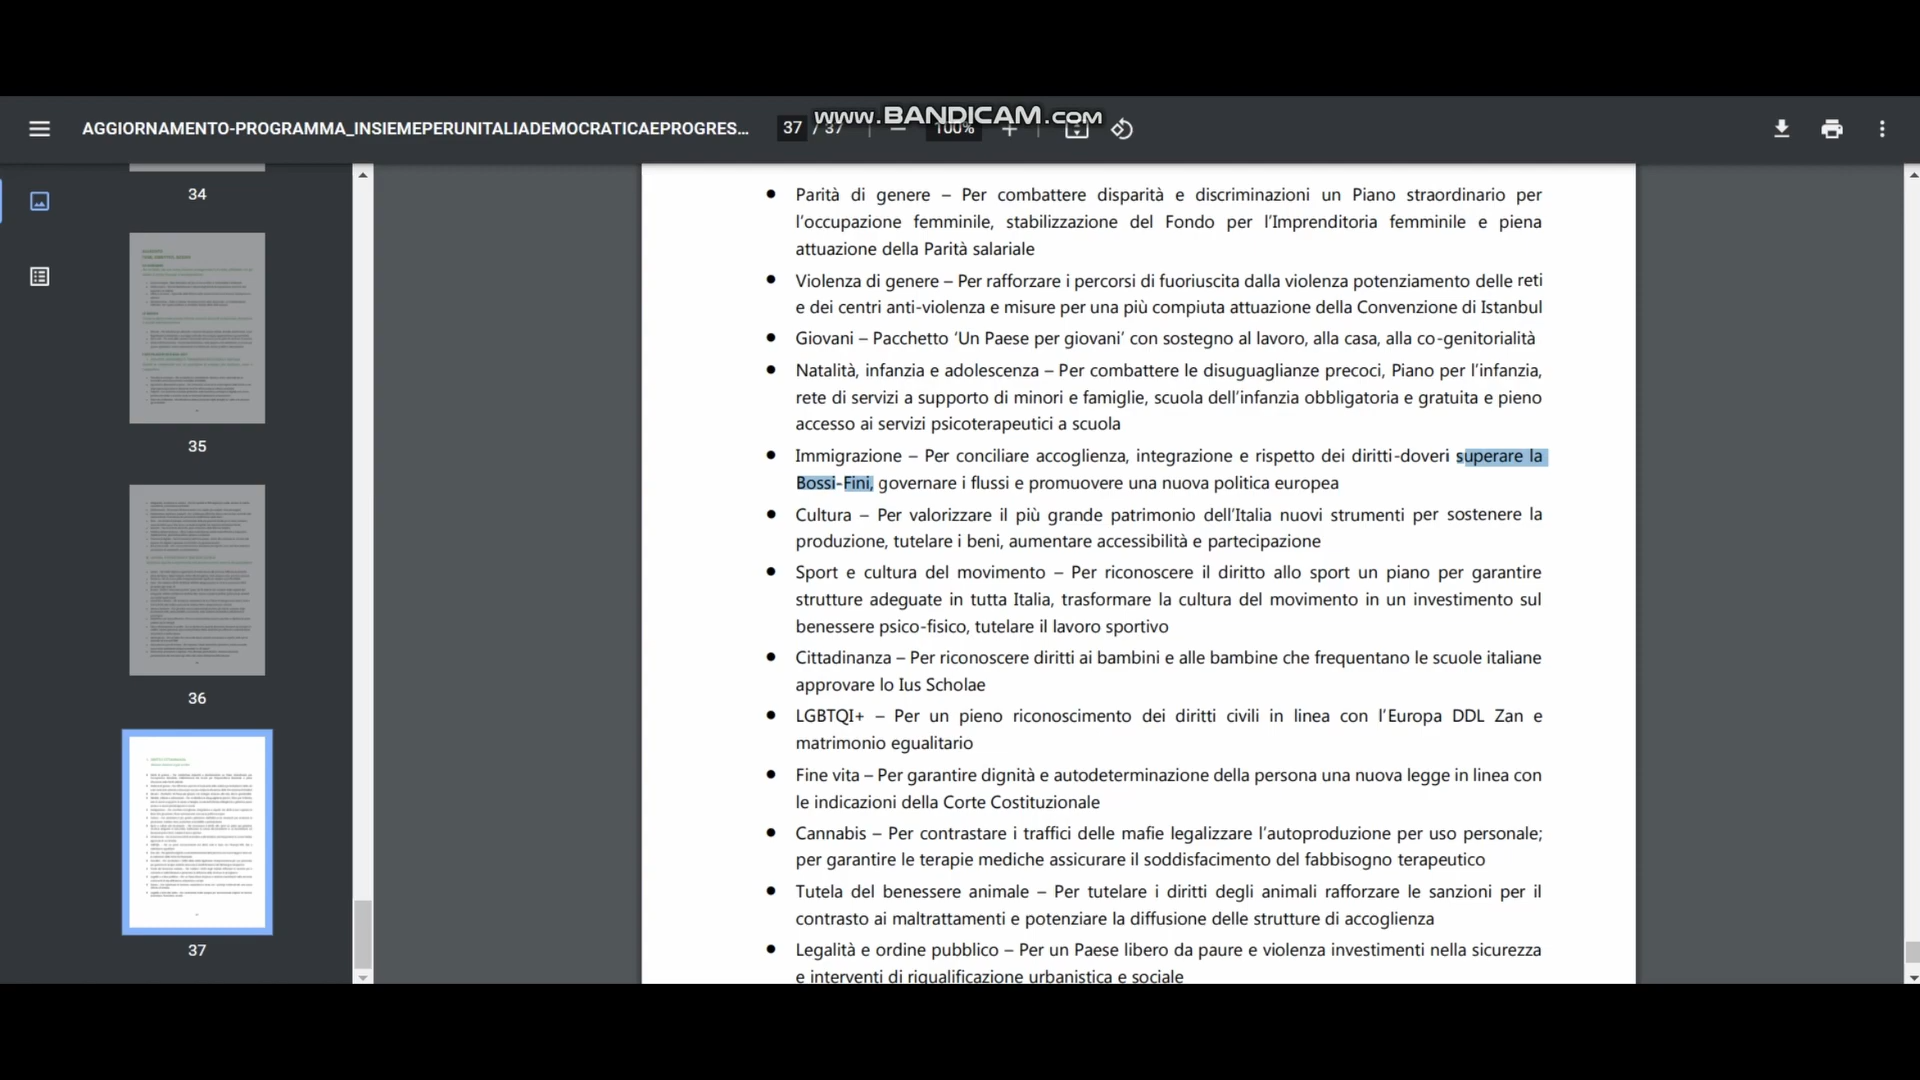 www.BANDICAM.com
AGGIORNAMENTO-PROGRAMMA_INSIEMEPERUNITALIADEMOCRATICAEPROGRES...
37 / 37
100%
34
35
36
37
Parità di genere – Per combattere disparità e discriminazioni un Piano straordinario per
l'occupazione femminile, stabilizzazione del Fondo per l'Imprenditoria femminile e piena
attuazione della Parità salariale
Violenza di genere – Per rafforzare i percorsi di fuoriuscita dalla violenza potenziamento delle reti
e dei centri anti-violenza e misure per una più compiuta attuazione della Convenzione di Istanbul
Giovani – Pacchetto 'Un Paese per giovani' con sostegno al lavoro, alla casa, alla co-genitorialità
Natalità, infanzia e adolescenza – Per combattere le disuguaglianze precoci, Piano per l'infanzia,
rete di servizi a supporto di minori e famiglie, scuola dell'infanzia obbligatoria e gratuita e pieno
accesso ai servizi psicoterapeutici a scuola
Immigrazione – Per conciliare accoglienza, integrazione e rispetto dei diritti-doveri superare la
Bossi-Fini, governare i flussi e promuovere una nuova politica europea
Cultura – Per valorizzare il più grande patrimonio dell'Italia nuovi strumenti per sostenere la
produzione, tutelare i beni, aumentare accessibilità e partecipazione
Sport e cultura del movimento – Per riconoscere il diritto allo sport un piano per garantire
strutture adeguate in tutta Italia, trasformare la cultura del movimento in un investimento sul
benessere psico-fisico, tutelare il lavoro sportivo
Cittadinanza – Per riconoscere diritti ai bambini e alle bambine che frequentano le scuole italiane
approvare lo Ius Scholae
LGBTQI+ – Per un pieno riconoscimento dei diritti civili in linea con l'Europa DDL Zan e
matrimonio egualitario
Fine vita – Per garantire dignità e autodeterminazione della persona una nuova legge in linea con
le indicazioni della Corte Costituzionale
Cannabis – Per contrastare i traffici delle mafie legalizzare l'autoproduzione per uso personale;
per garantire le terapie mediche assicurare il soddisfacimento del fabbisogno terapeutico
Tutela del benessere animale – Per tutelare i diritti degli animali rafforzare le sanzioni per il
contrasto ai maltrattamenti e potenziare la diffusione delle strutture di accoglienza
Legalità e ordine pubblico – Per un Paese libero da paure e violenza investimenti nella sicurezza
e interventi di riqualificazione urbanistica e sociale